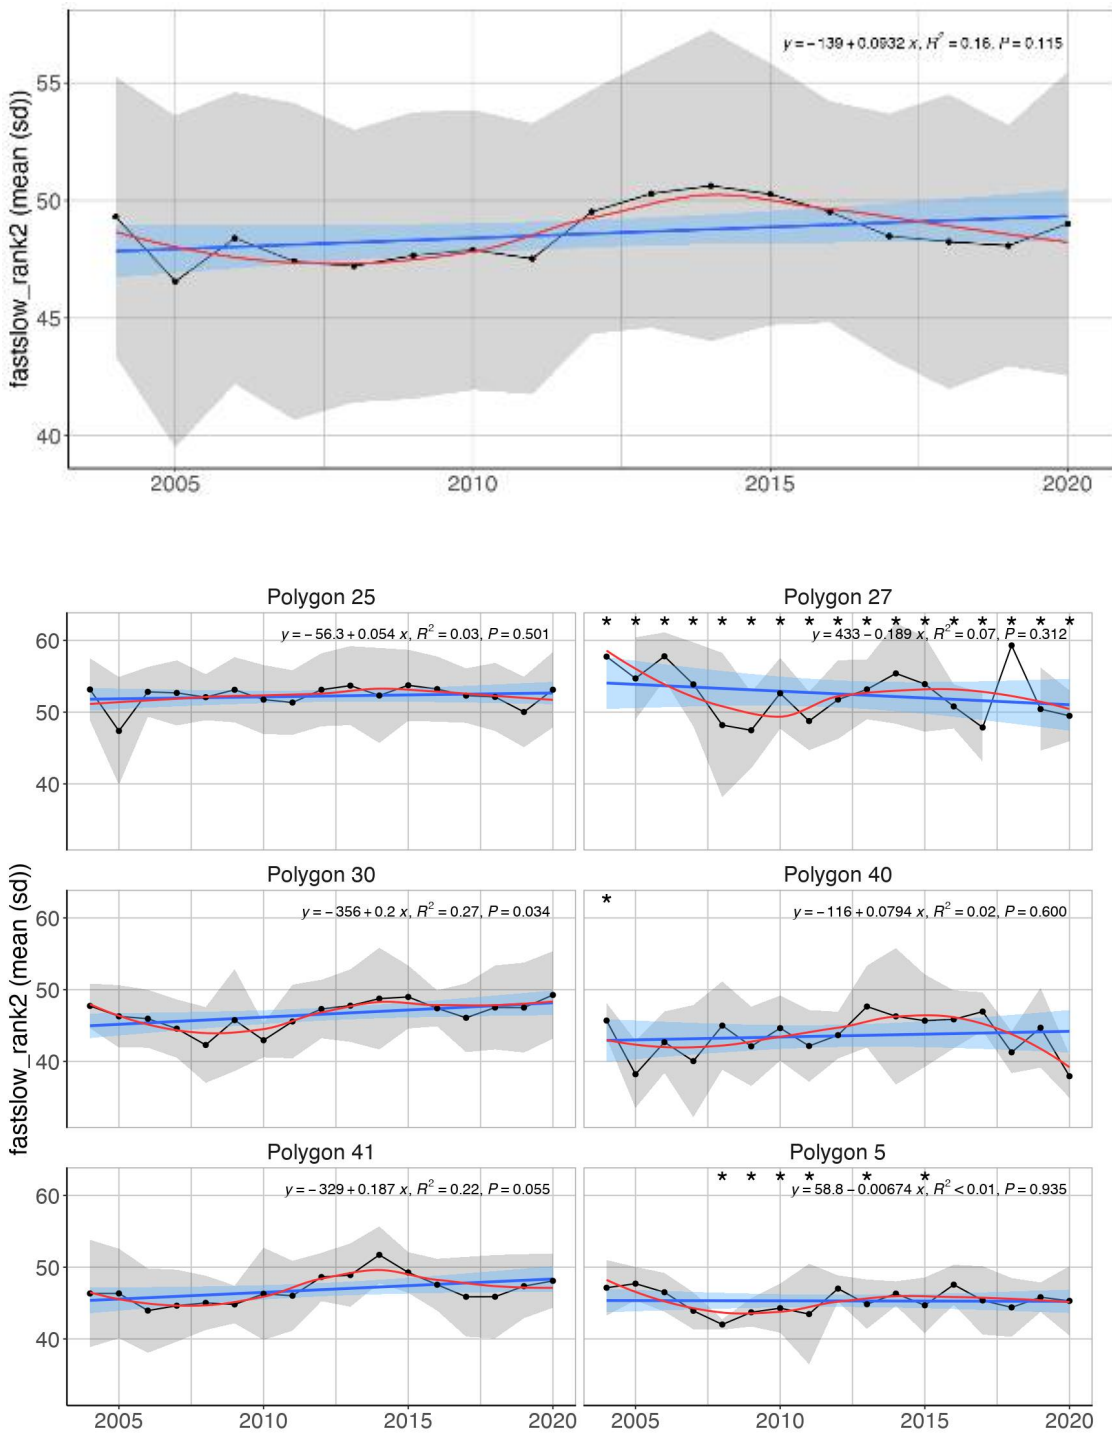 y = −139 + 0.0932 x, R² = 0.16, P = 0.115
fastslow_rank2 (mean (sd))
55
50
45
40
2005 2010 2015 2020
Polygon 25 Polygon 27
60
50
40
y = − 56.3 + 0.054 x, R² = 0.03, P = 0.501
* * * * * * * * * * * * * * * * *
y = 433 − 0.189 x, R² = 0.07, P = 0.312
Polygon 30 Polygon 40
fastslow_rank2 (mean (sd))
60
50
40
y = − 356 + 0.2 x, R² = 0.27, P = 0.034
*
y = − 116 + 0.0794 x, R² = 0.02, P = 0.600
Polygon 41 Polygon 5
60
50
40
y = − 329 + 0.187 x, R² = 0.22, P = 0.055
* * * * * *
y = 58.8 − 0.00674 x, R² < 0.01, P = 0.935
2005 2010 2015 2020 2005 2010 2015 2020